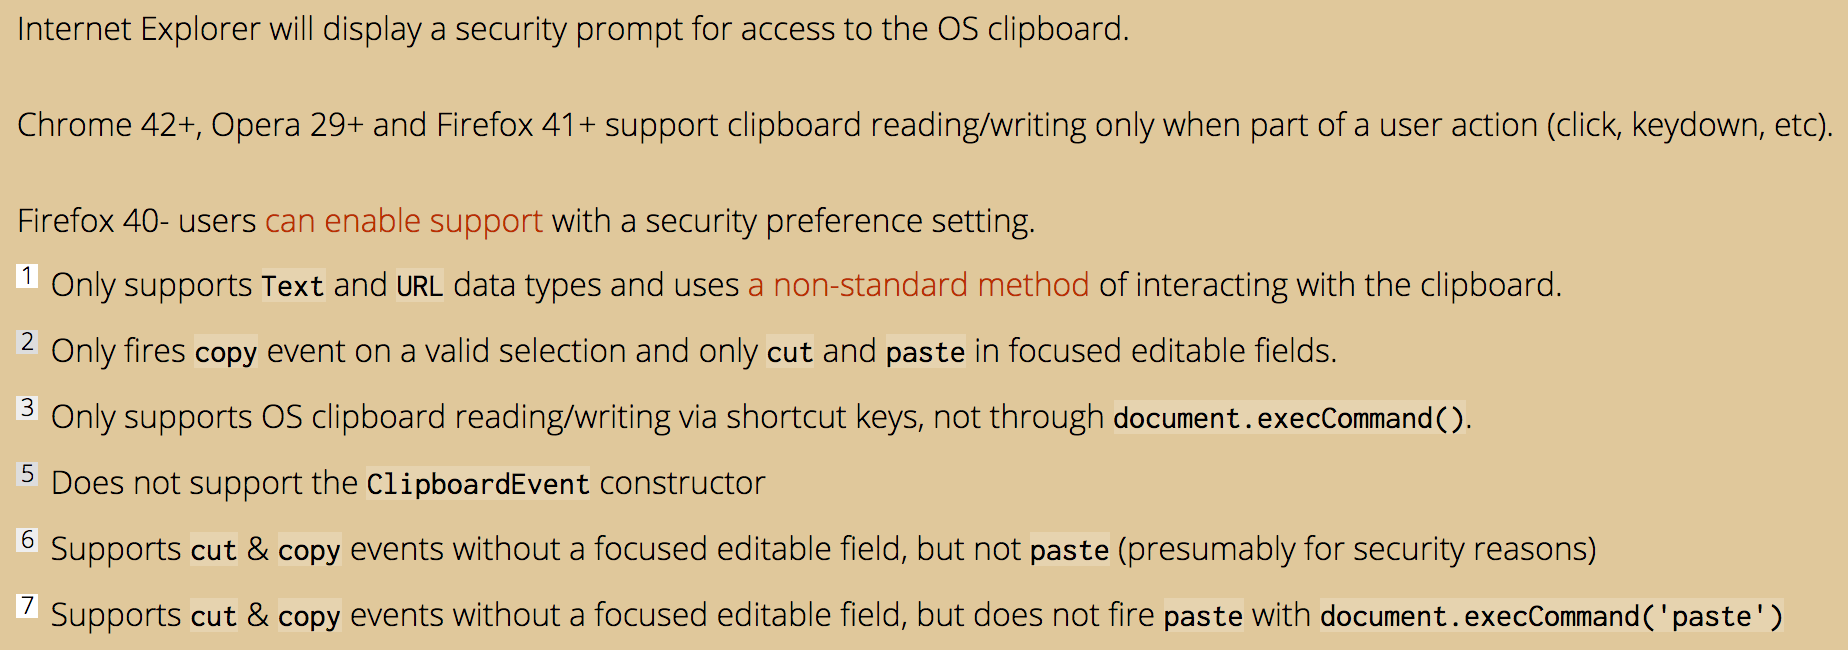 Internet Explorer will display a security prompt for access to the OS clipboard.
Chrome 42+, Opera 29+ and Firefox 41+ support clipboard reading/writing only when part of a user action (click, keydown, etc).
Firefox 40- users can enable support with a security preference setting.
1 Only supports Text and URL data types and uses a non-standard method of interacting with the clipboard.
2 Only fires copy event on a valid selection and only cut and paste in focused editable fields.
3 Only supports OS clipboard reading/writing via shortcut keys, not through document.execCommand().
5 Does not support the ClipboardEvent constructor
6 Supports cut & copy events without a focused editable field, but not paste (presumably for security reasons)
7 Supports cut & copy events without a focused editable field, but does not fire paste with document.execCommand('paste')